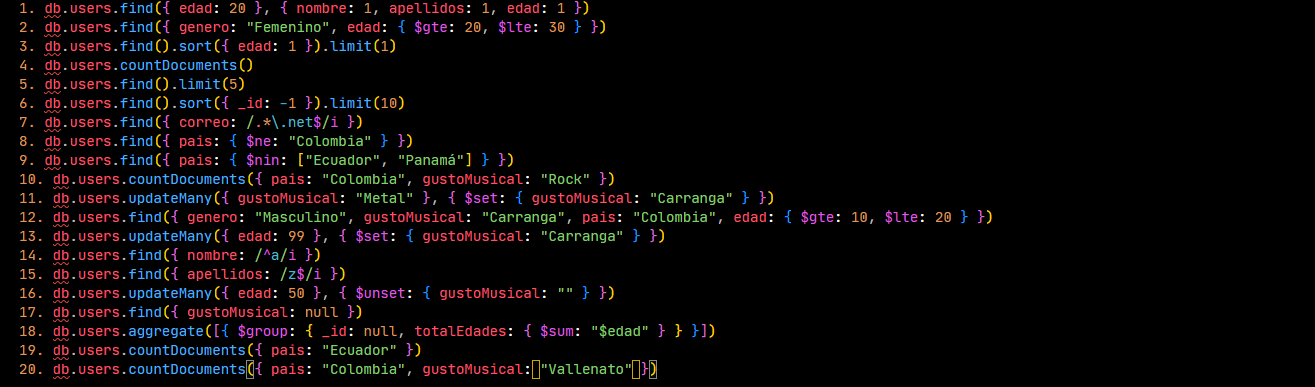 1. db.users.find({ edad: 20 }, { nombre: 1, apellidos: 1, edad: 1 })
2. db.users.find({ genero: "Femenino", edad: { $gte: 20, $lte: 30 } })
3. db.users.find().sort({ edad: 1 }).limit(1)
4. db.users.countDocuments()
5. db.users.find().limit(5)
6. db.users.find().sort({ _id: -1 }).limit(10)
7. db.users.find({ correo: /.*\.net$/i })
8. db.users.find({ pais: { $ne: "Colombia" } })
9. db.users.find({ pais: { $nin: ["Ecuador", "Panamá"] } })
10. db.users.countDocuments({ pais: "Colombia", gustoMusical: "Rock" })
11. db.users.updateMany({ gustoMusical: "Metal" }, { $set: { gustoMusical: "Carranga" } })
12. db.users.find({ genero: "Masculino", gustoMusical: "Carranga", pais: "Colombia", edad: { $gte: 10, $lte: 20 } })
13. db.users.updateMany({ edad: 99 }, { $set: { gustoMusical: "Carranga" } })
14. db.users.find({ nombre: /^a/i })
15. db.users.find({ apellidos: /z$/i })
16. db.users.updateMany({ edad: 50 }, { $unset: { gustoMusical: "" } })
17. db.users.find({ gustoMusical: null })
18. db.users.aggregate([{ $group: { _id: null, totalEdades: { $sum: "$edad" } } }])
19. db.users.countDocuments({ pais: "Ecuador" })
20. db.users.countDocuments({ pais: "Colombia", gustoMusical: "Vallenato" })